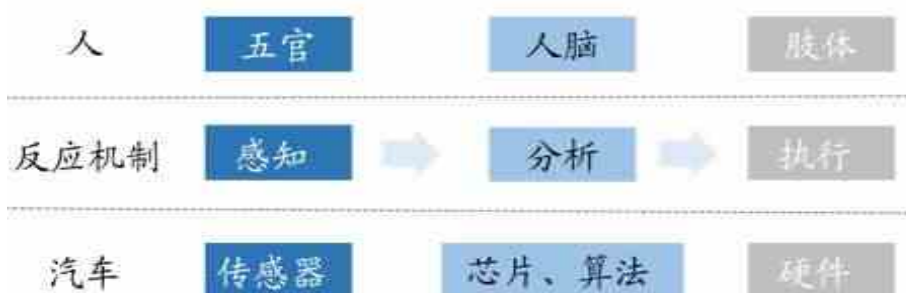 人 五官 人脑 肢体
反应机制 感知 分析 执行
汽车 传感器 芯片、算法 硬件